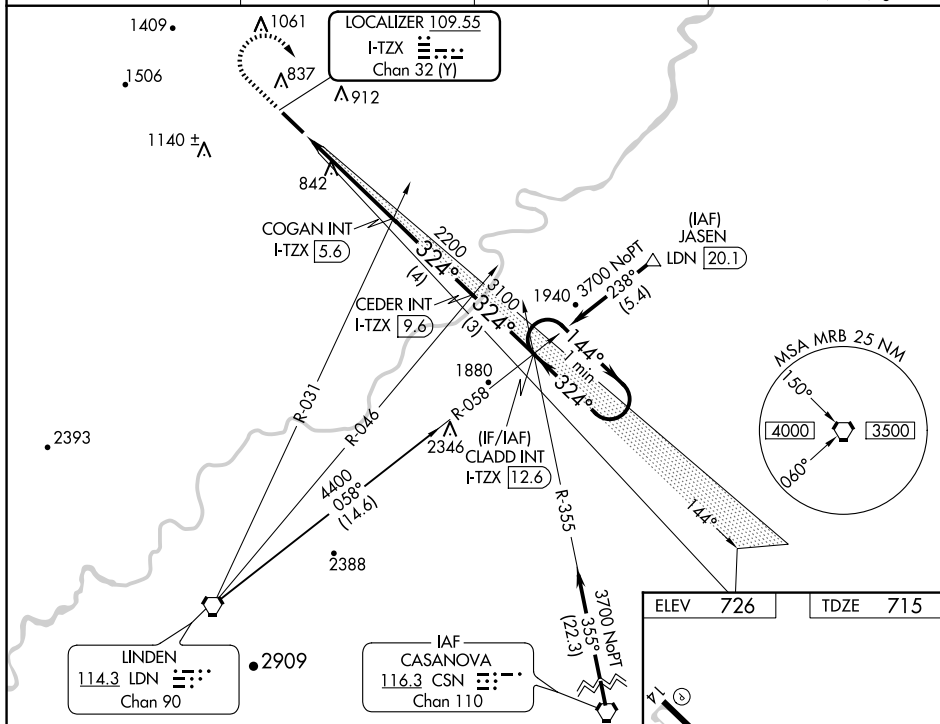 1409
1061
LOCALIZER 109.55
I-TZX
Chan 32 (Y)
1506
837
912
1140 ±
842
COGAN INT
I-TZX 5.6
2200
324°
(4)
(IAF)
JASEN
LDN 20.1
3700 NoPT
238°
(5.4)
1940
3100
CEDER INT
I-TZX 9.6
324°
(3)
144°
1 min
324°
MSA MRB 25 NM
150°
4000
3500
060°
1880
R-058
R-031
R-046
2346
(IF/IAF)
CLADD INT
I-TZX 12.6
2393
4400
058°
(14.6)
R-355
144°
2388
3700 NoPT
355°
(22.3)
ELEV 726
TDZE 715
LINDEN
114.3 LDN
Chan 90
2909
IAF
CASANOVA
116.3 CSN
Chan 110
14
P